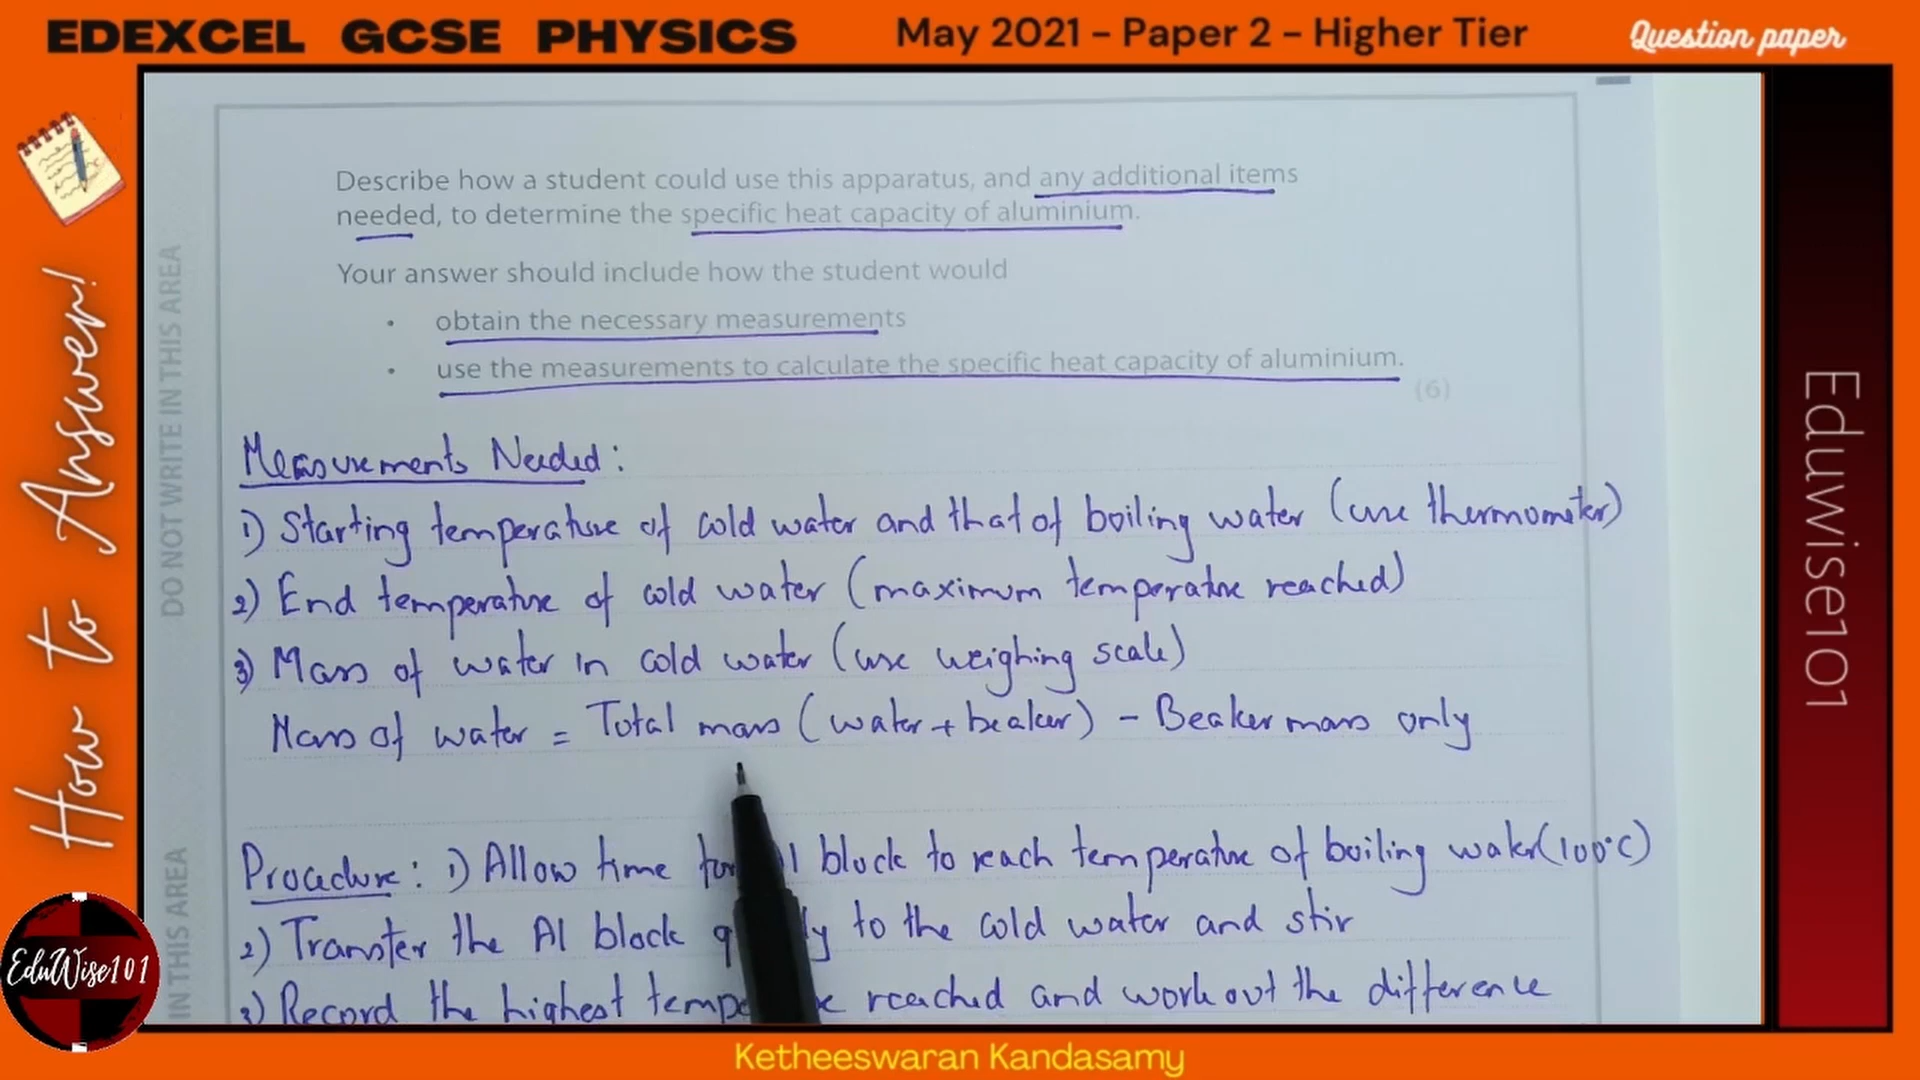 EDEXCEL GCSE PHYSICS
May 2021 - Paper 2 - Higher Tier
Question paper
How to Answer!
DO NOT WRITE IN THIS AREA
IN THIS AREA
Describe how a student could use this apparatus, and any additional items
needed, to determine the specific heat capacity of aluminium.
Your answer should include how the student would
• obtain the necessary measurements
• use the measurements to calculate the specific heat capacity of aluminium.
(6)
Measurements Needed:
1) Starting temperature of cold water and that of boiling water (use thermometer)
2) End temperature of cold water (maximum temperature reached)
3) Mass of water in cold water (use weighing scale)
Mass of water = Total mass (water + beaker) - Beaker mass only
Procedure: 1) Allow time block to reach temperature of boiling water (100°C)
2) Transfer the Al block to the cold water and stir
3) Record the highest reached and work out the difference
Eduwise101
EduWise101
Ketheeswaran Kandasamy